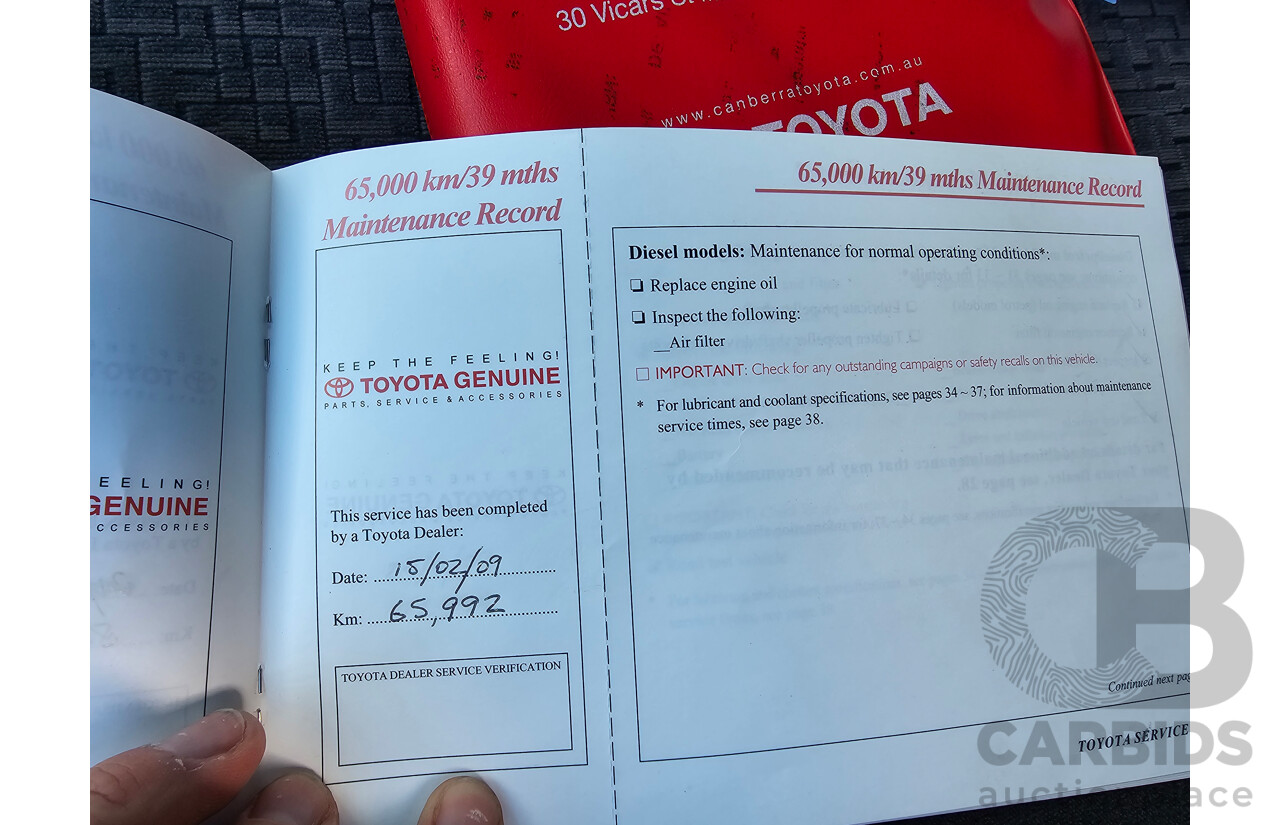 30 Vicars St
www.canberratoyota.com.au
TOYOTA
65,000 km/39 mths
Maintenance Record
KEEP THE FEELING!
TOYOTA GENUINE
PARTS, SERVICE & ACCESSORIES
This service has been completed
by a Toyota Dealer:
Date: 15/02/09
Km: 65,992
TOYOTA DEALER SERVICE VERIFICATION
EELING!
GENUINE
CCESSORIES
65,000 km/39 mths Maintenance Record
Diesel models: Maintenance for normal operating conditions*:
❏ Replace engine oil
❏ Inspect the following:
__Air filter
☐ IMPORTANT: Check for any outstanding campaigns or safety recalls on this vehicle.
* For lubricant and coolant specifications, see pages 34 ~ 37; for information about maintenance
service times, see page 38.
Continued next pag
TOYOTA SERVICE
CB
CARBIDS